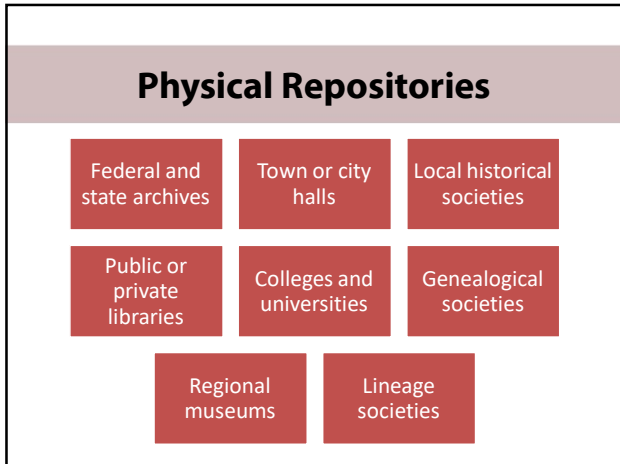 Physical Repositories
Federal and
state archives
Town or city
halls
Local historical
societies
Public or
private
libraries
Colleges and
universities
Genealogical
societies
Regional
museums
Lineage
societies